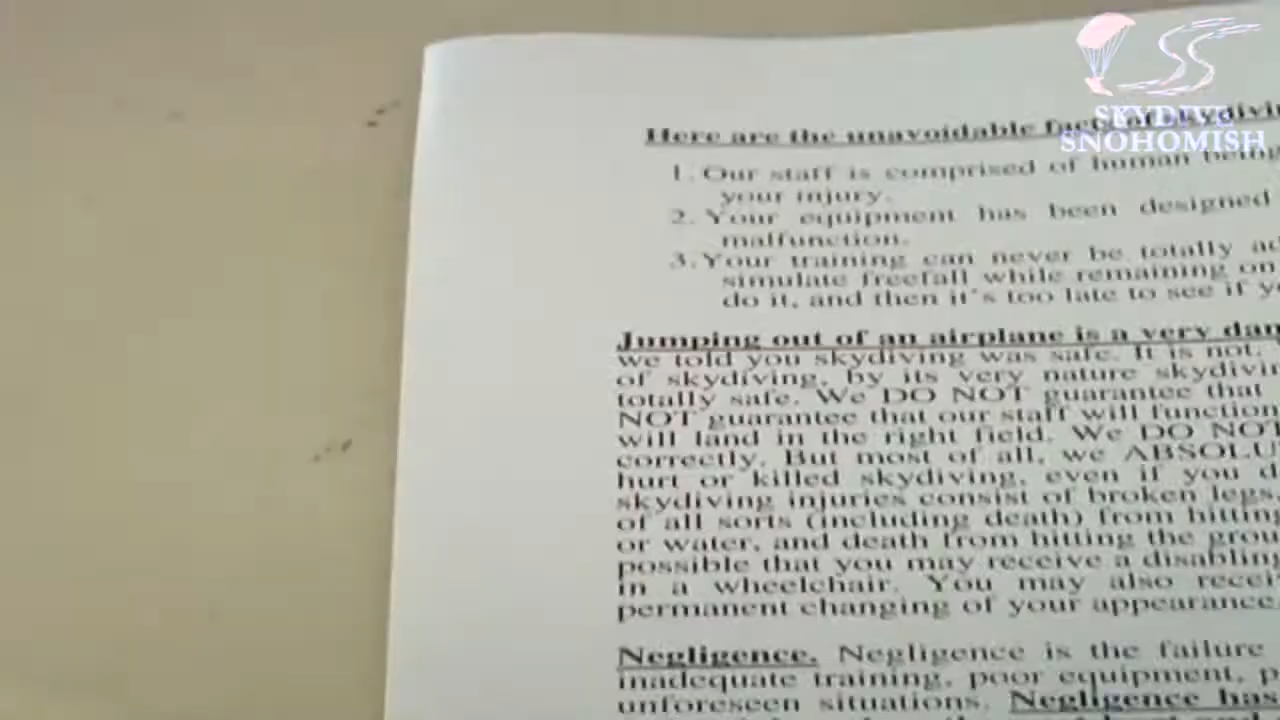 SKYDIVE
SNOHOMISH
Here are the unavoidable facts of skydiving
1. Our staff is comprised of human being
your injury.
2. Your equipment has been designed
malfunction.
3. Your training can never be totally ad
simulate freefall while remaining on
do it, and then it's too late to see if yo
Jumping out of an airplane is a very dan
we told you skydiving was safe. It is not.
of skydiving, by its very nature skydivin
totally safe. We DO NOT guarantee that
NOT guarantee that our staff will function
will land in the right field. We DO NOT
correctly. But most of all, we ABSOLU
hurt or killed skydiving, even if you d
skydiving injuries consist of broken legs,
of all sorts (including death) from hitting
or water, and death from hitting the grou
possible that you may receive a disabling
in a wheelchair. You may also recei
permanent changing of your appearance.
Negligence. Negligence is the failure
inadequate training, poor equipment, p
unforeseen situations. Negligence has